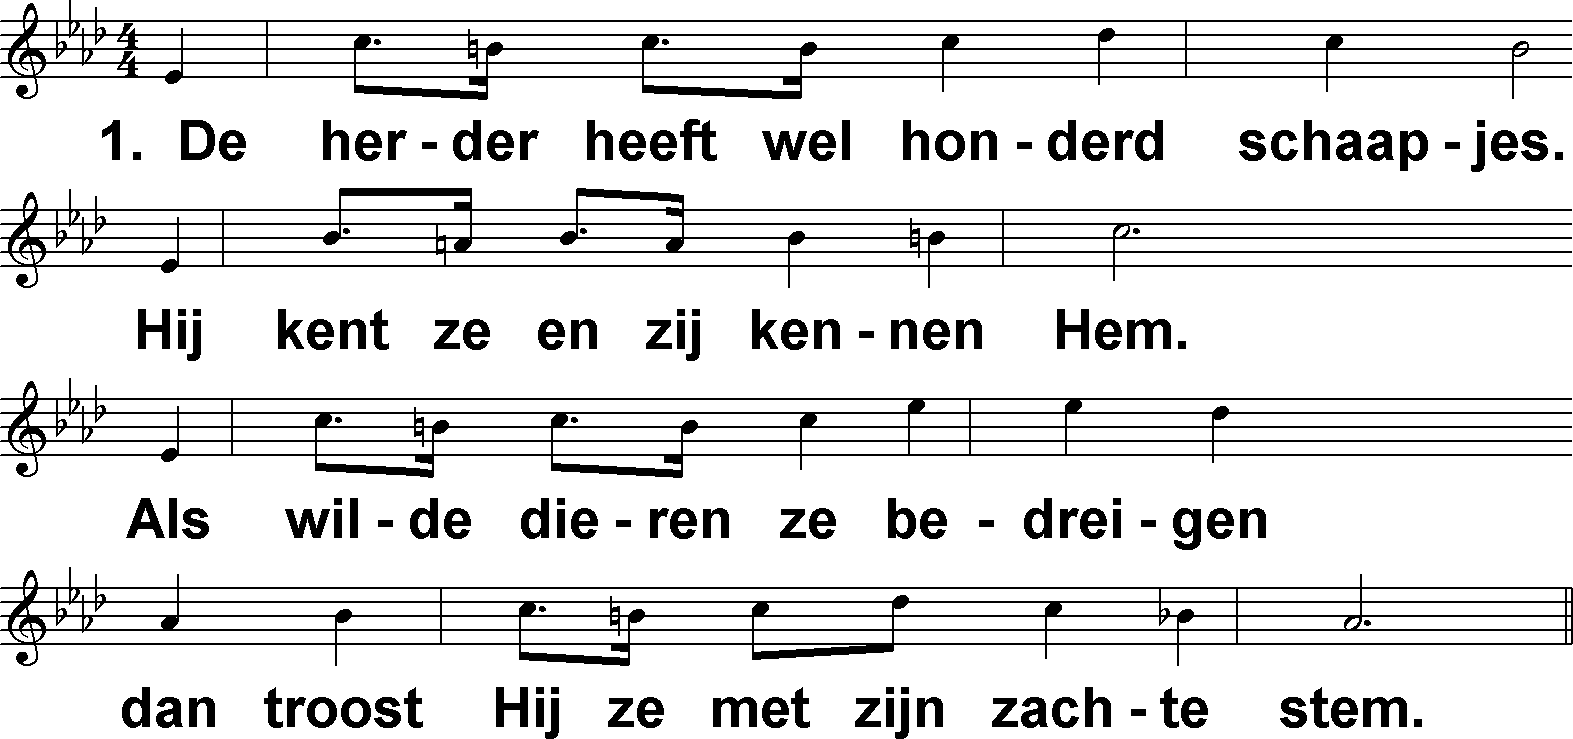 1. De her - der heeft wel hon - derd schaap - jes.
Hij kent ze en zij ken - nen Hem.
Als wil - de die - ren ze be - drei - gen
dan troost Hij ze met zijn zach - te stem.